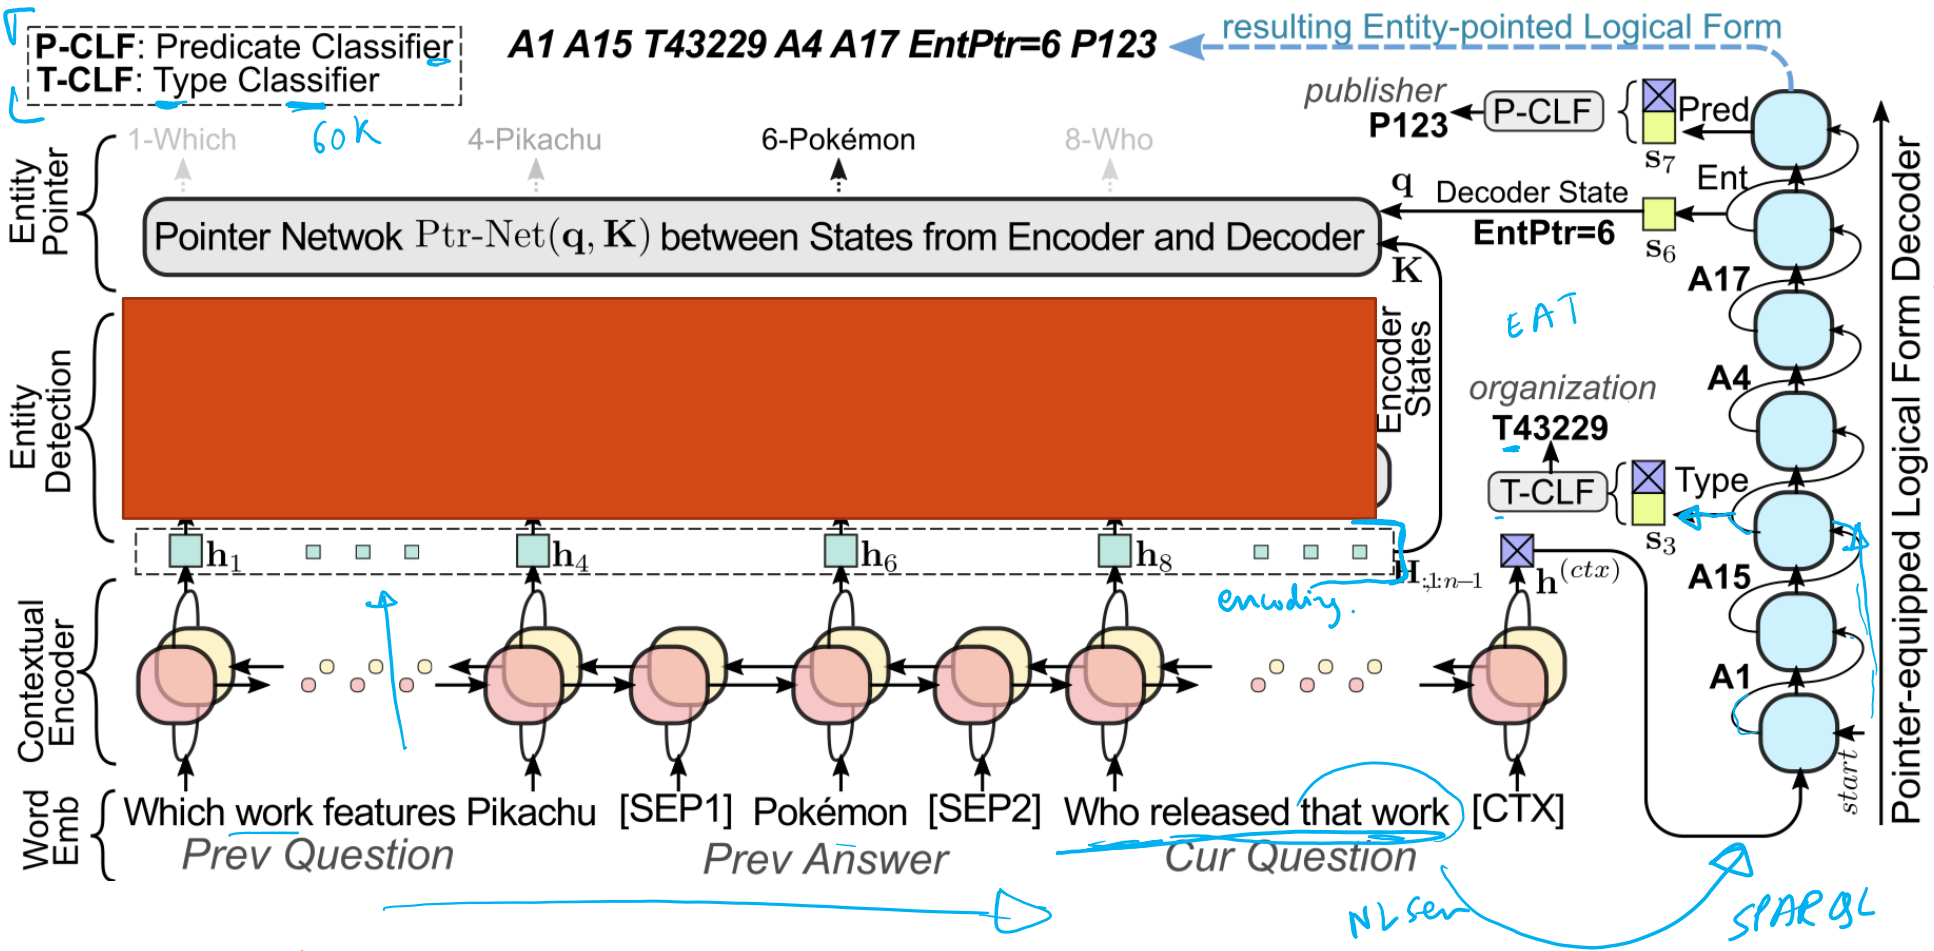 P-CLF: Predicate Classifier
T-CLF: Type Classifier
60K
A1 A15 T43229 A4 A17 EntPtr=6 P123
resulting Entity-pointed Logical Form
publisher
P123
P-CLF
Pred
s7
1-Which
4-Pikachu
6-Pokémon
8-Who
Entity
Pointer
Pointer Netwok Ptr-Net(q, K) between States from Encoder and Decoder
q
Decoder State
Ent
EntPtr=6
s6
K
A17
Entity
Detection
Encoder
States
EAT
organization
T43229
T-CLF
Type
s3
A4
A15
A1
start
Pointer-equipped Logical Form Decoder
h1
h4
h6
h8
H:,1:n−1
h(ctx)
encoding.
Contextual
Encoder
Word
Emb
Which work features Pikachu [SEP1] Pokémon [SEP2] Who released that work [CTX]
Prev Question
Prev Answer
Cur Question
NL sen
SPARQL